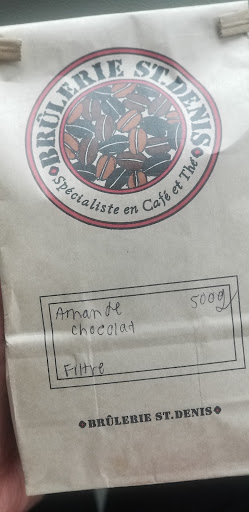 BRÛLERIE ST.DENIS
Spécialiste en Café et Thé
Amande 500g
Chocolat
Filtre
BRÛLERIE ST.DENIS